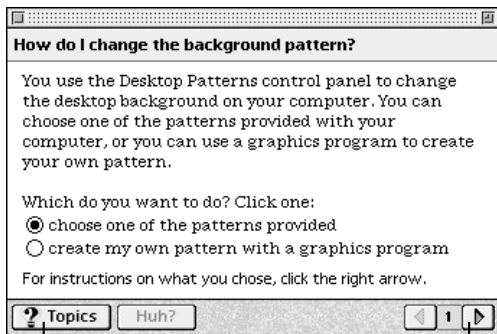 How do I change the background pattern?
You use the Desktop Patterns control panel to change
the desktop background on your computer. You can
choose one of the patterns provided with your
computer, or you can use a graphics program to create
your own pattern.
Which do you want to do? Click one:
choose one of the patterns provided
create my own pattern with a graphics program
For instructions on what you chose, click the right arrow.
? Topics Huh? 1